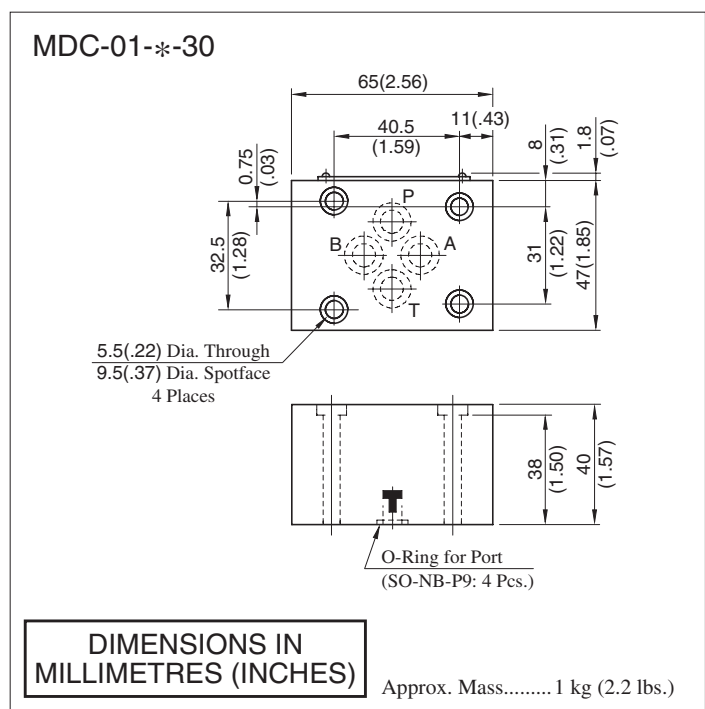 MDC-01-*-30
65(2.56)
40.5
(1.59)
11(.43)
8
(.31)
1.8
(.07)
0.75
(.03)
P
B
A
T
32.5
(1.28)
31
(1.22)
47(1.85)
5.5(.22) Dia. Through
9.5(.37) Dia. Spotface
4 Places
38
(1.50)
40
(1.57)
T
O-Ring for Port
(SO-NB-P9: 4 Pcs.)
DIMENSIONS IN
MILLIMETRES (INCHES)
Approx. Mass......... 1 kg (2.2 lbs.)